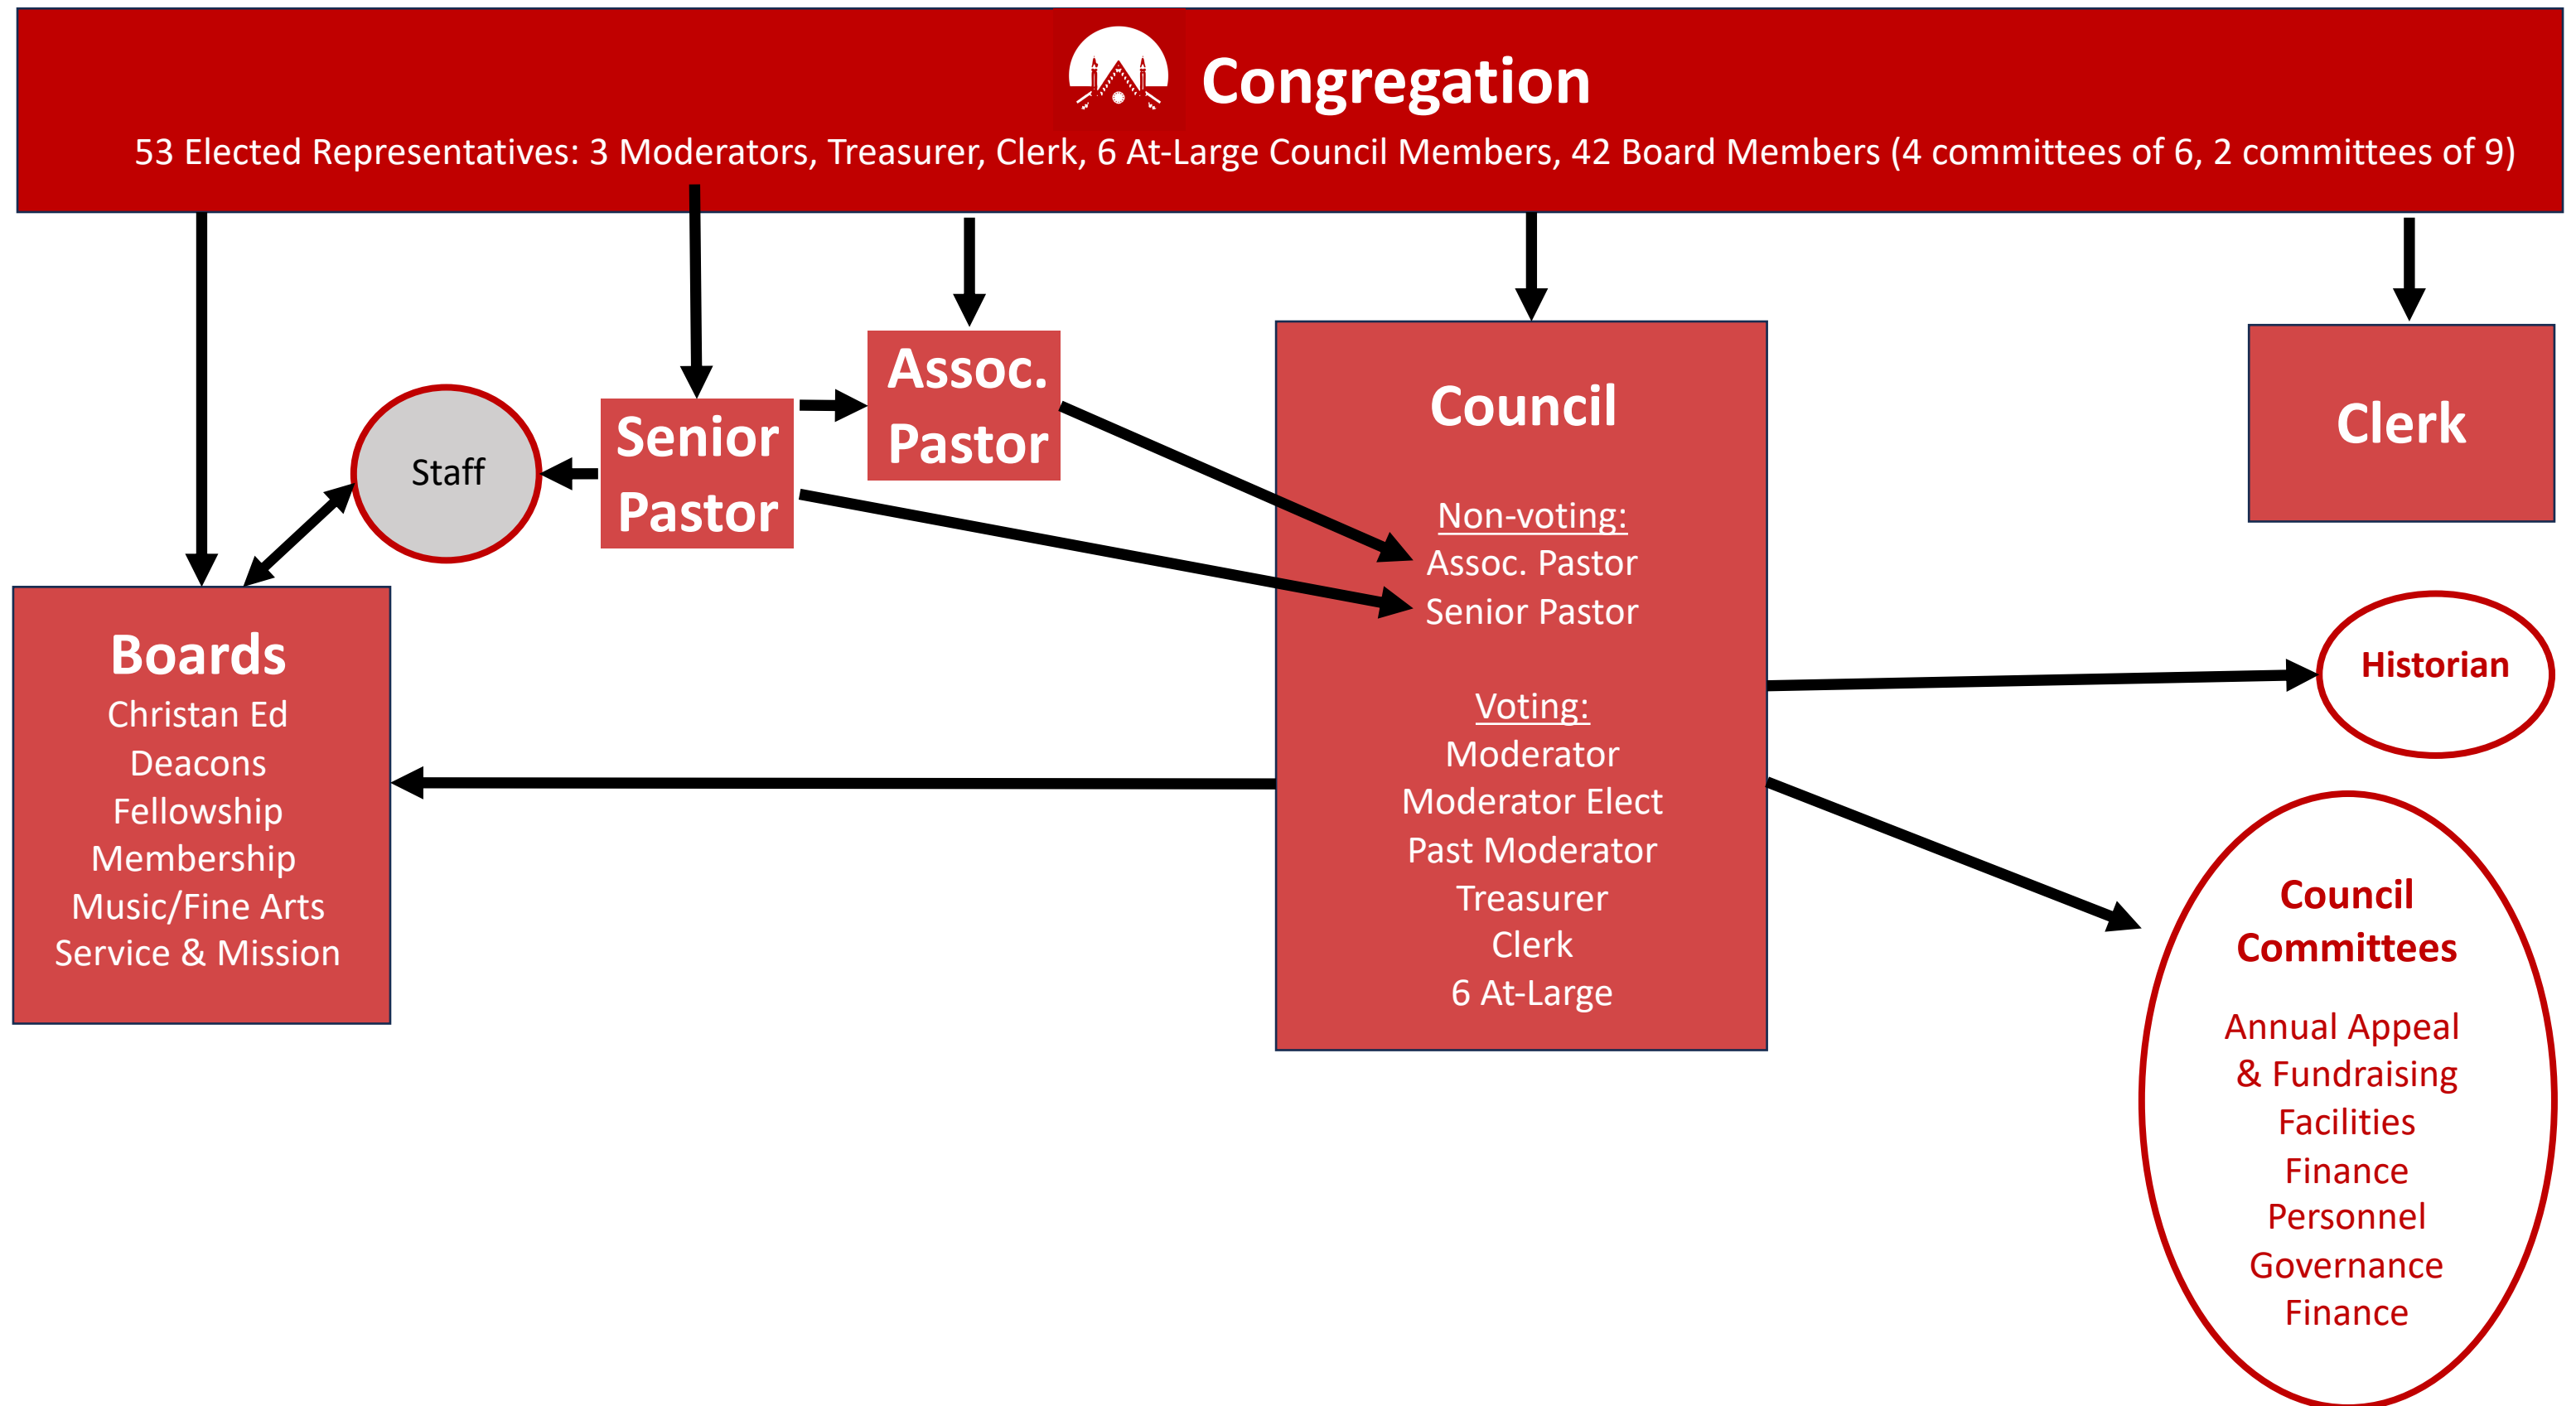 Congregation
53 Elected Representatives: 3 Moderators, Treasurer, Clerk, 6 At-Large Council Members, 42 Board Members (4 committees of 6, 2 committees of 9)
Staff
Senior
Pastor
Assoc.
Pastor
Boards
Christan Ed
Deacons
Fellowship
Membership
Music/Fine Arts
Service & Mission
Council
Non-voting:
Assoc. Pastor
Senior Pastor
Voting:
Moderator
Moderator Elect
Past Moderator
Treasurer
Clerk
6 At-Large
Clerk
Historian
Council
Committees
Annual Appeal
& Fundraising
Facilities
Finance
Personnel
Governance
Finance